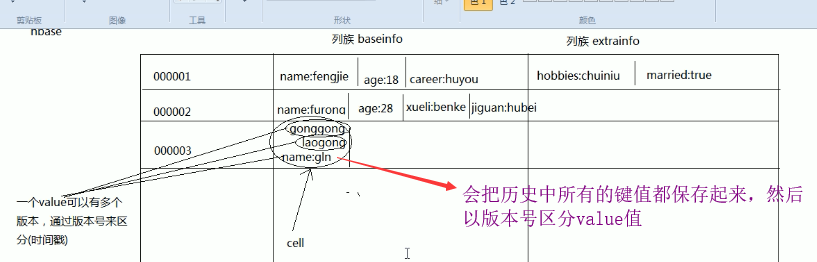 剪贴板
图像
工具
形状
颜色
色 1
色 2
hbase
列族 baseinfo
列族 extrainfo
000001
name:fengjie
age:18
career:huyou
hobbies:chuiniu
married:true
000002
name:furong
age:28
xueli:benke
jiguan:hubei
gonggong
laogong
000003
name:gln
一个value可以有多个
版本，通过版本号来区
分(时间戳)
会把历史中所有的键值都保存起来，然后
以版本号区分value值
cell